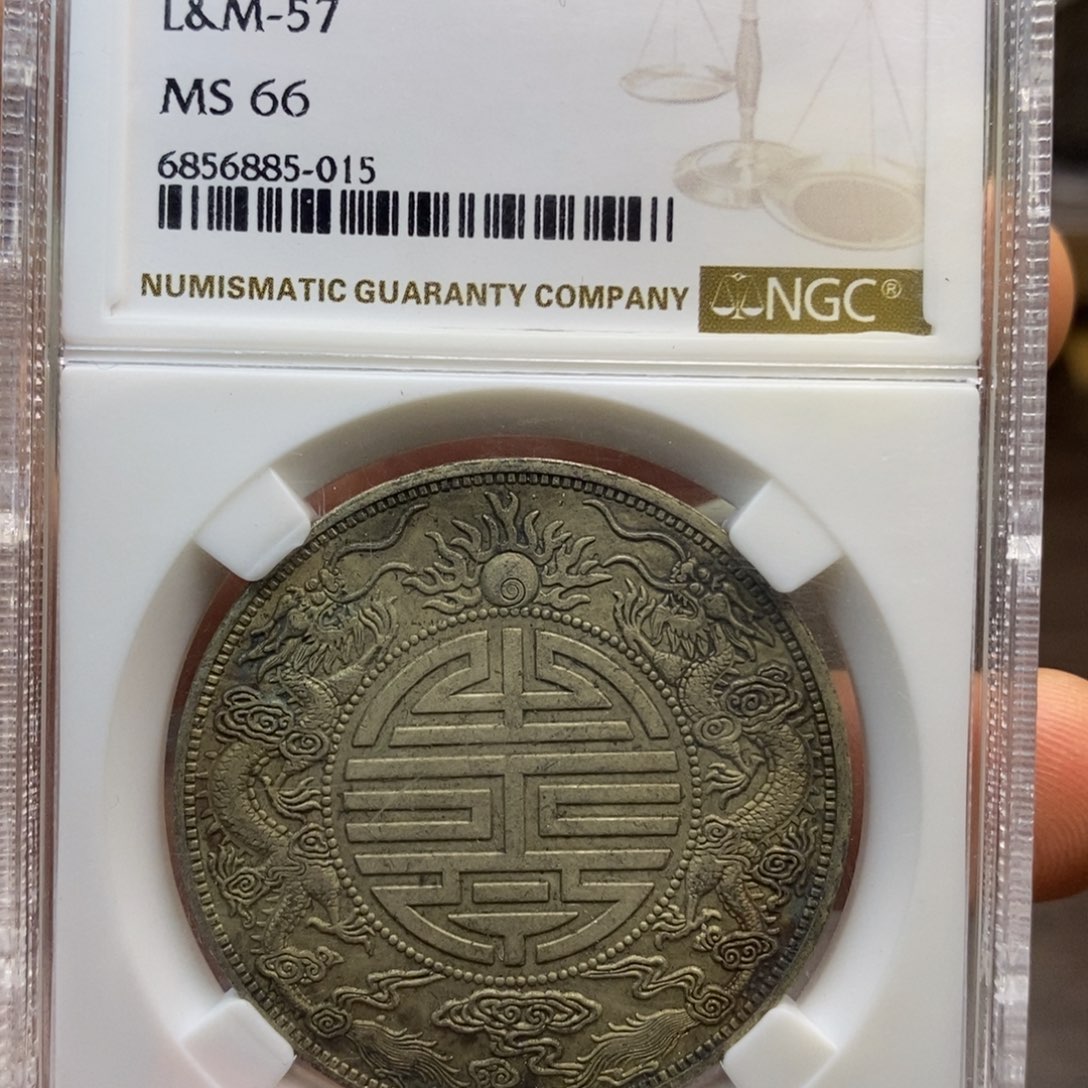 L&M-57
MS 66
6856885-015
NUMISMATIC GUARANTY COMPANY NGC®